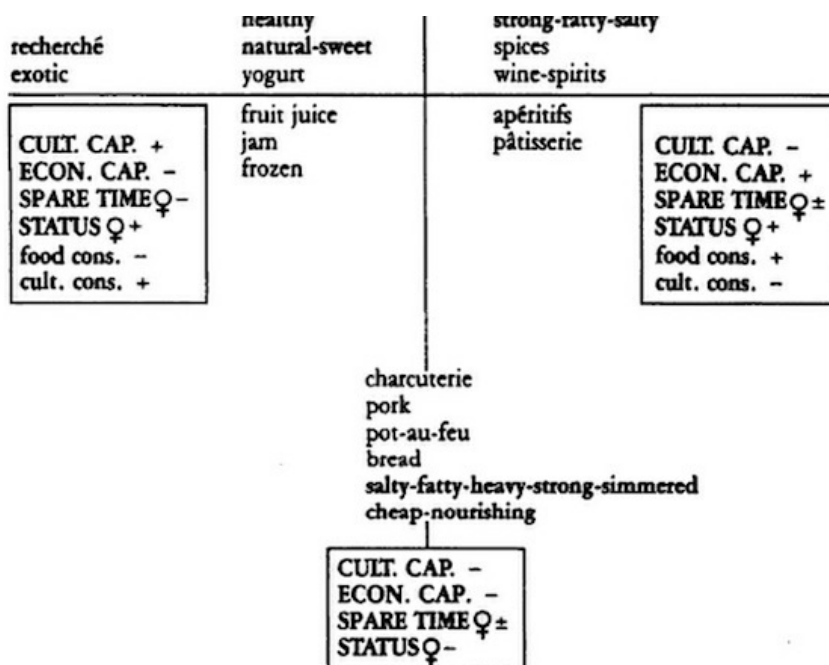 healthy
strong-fatty-salty
recherché
natural-sweet
spices
exotic
yogurt
wine-spirits
fruit juice
jam
frozen
apéritifs
pâtisserie
CULT. CAP. +
ECON. CAP. -
SPARE TIME♀-
STATUS♀+
food cons. -
cult. cons. +
CULT. CAP. -
ECON. CAP. +
SPARE TIME♀±
STATUS♀+
food cons. +
cult. cons. -
charcuterie
pork
pot-au-feu
bread
salty-fatty-heavy-strong-simmered
cheap-nourishing
CULT. CAP. -
ECON. CAP. -
SPARE TIME♀±
STATUS♀-